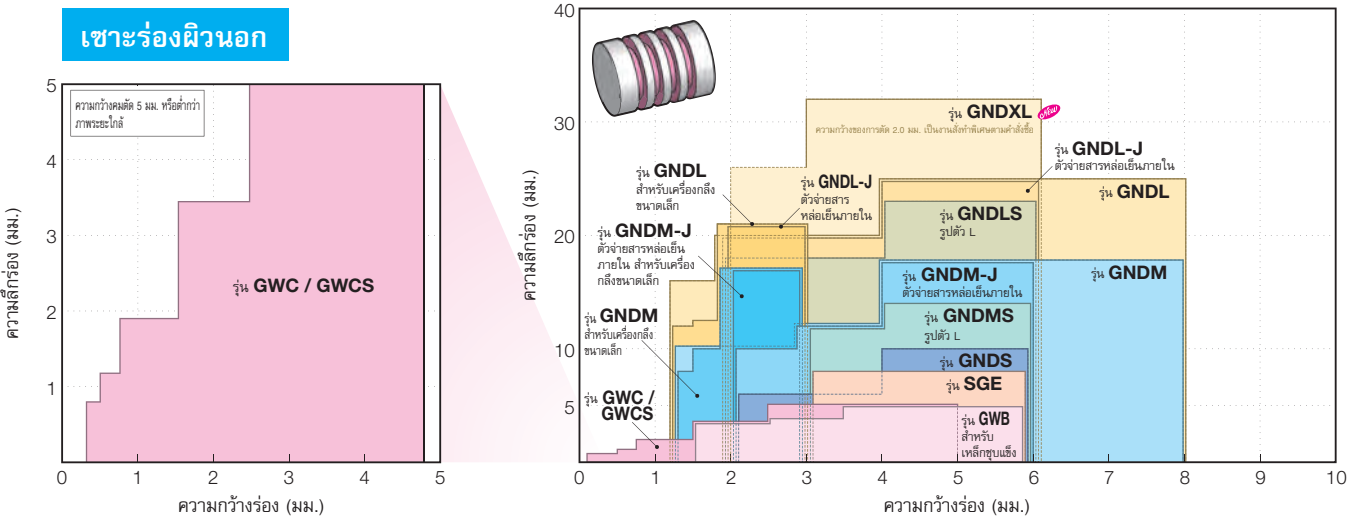 เซาะร่องผิวนอก
ความกว้างคมตัด 5 มม. หรือต่ำกว่า
ภาพระยะใกล้
5
4
3
2
1
0
1
2
3
4
5
ความลึกร่อง (มม.)
ความกว้างร่อง (มม.)
รุ่น GWC / GWCS
40
30
20
10
5
0
1
2
3
4
5
6
7
8
9
10
ความลึกร่อง (มม.)
ความกว้างร่อง (มม.)
รุ่น GNDXL New
ความกว้างของการตัด 2.0 มม. เป็นงานสั่งทำพิเศษตามคำสั่งซื้อ
รุ่น GNDL-J
ตัวจ่ายสารหล่อเย็นภายใน
รุ่น GNDL
สำหรับเครื่องกลึง
ขนาดเล็ก
รุ่น GNDL-J
ตัวจ่ายสาร
หล่อเย็นภายใน
รุ่น GNDL
รุ่น GNDLS
รูปตัว L
รุ่น GNDM-J
ตัวจ่ายสารหล่อเย็น
ภายใน สำหรับเครื่อง
กลึงขนาดเล็ก
รุ่น GNDM-J
ตัวจ่ายสารหล่อเย็นภายใน
รุ่น GNDM
รุ่น GNDM
สำหรับเครื่องกลึง
ขนาดเล็ก
รุ่น GNDMS
รูปตัว L
รุ่น GNDS
รุ่น SGE
รุ่น GWC /
GWCS
รุ่น GWB
สำหรับ
เหล็กชุบแข็ง